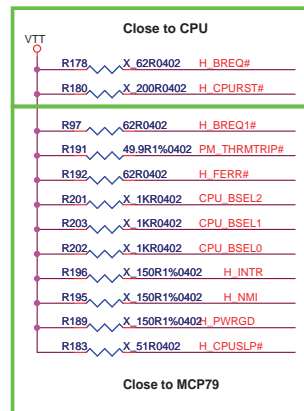 Close to CPU
VTT
R178 X_62R0402 H_BREQ#
R180 X_200R0402 H_CPURST#
R97 62R0402 H_BREQ1#
R191 49.9R1%0402 PM_THRMTRIP#
R192 62R0402 H_FERR#
R201 X_1KR0402 CPU_BSEL2
R203 X_1KR0402 CPU_BSEL1
R202 X_1KR0402 CPU_BSEL0
R196 X_150R1%0402 H_INTR
R195 X_150R1%0402 H_NMI
R189 X_150R1%0402 H_PWRGD
R183 X_51R0402 H_CPUSLP#
Close to MCP79